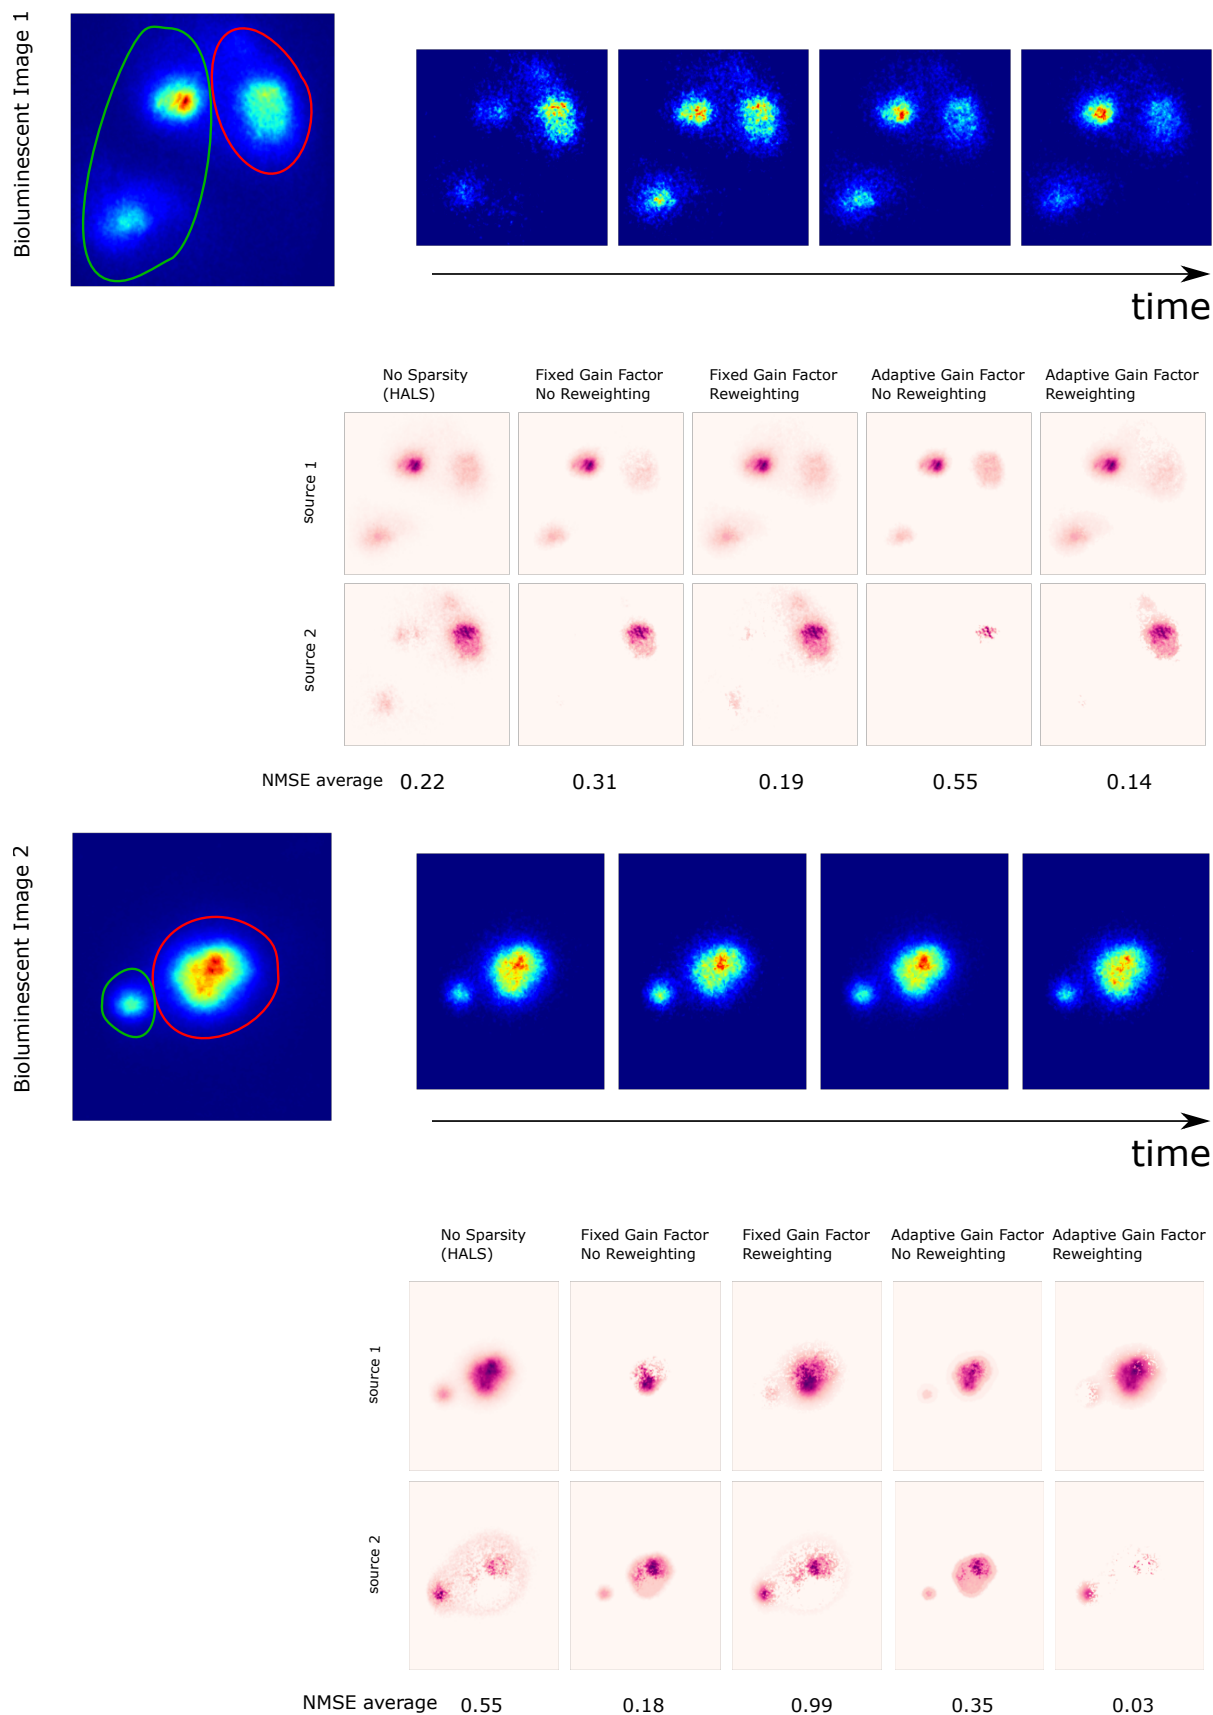 Bioluminescent Image 1
time
No Sparsity
(HALS)
Fixed Gain Factor
No Reweighting
Fixed Gain Factor
Reweighting
Adaptive Gain Factor
No Reweighting
Adaptive Gain Factor
Reweighting
source 1
source 2
NMSE average 0.22 0.31 0.19 0.55 0.14
Bioluminescent Image 2
time
No Sparsity
(HALS)
Fixed Gain Factor
No Reweighting
Fixed Gain Factor
Reweighting
Adaptive Gain Factor
No Reweighting
Adaptive Gain Factor
Reweighting
source 1
source 2
NMSE average 0.55 0.18 0.99 0.35 0.03